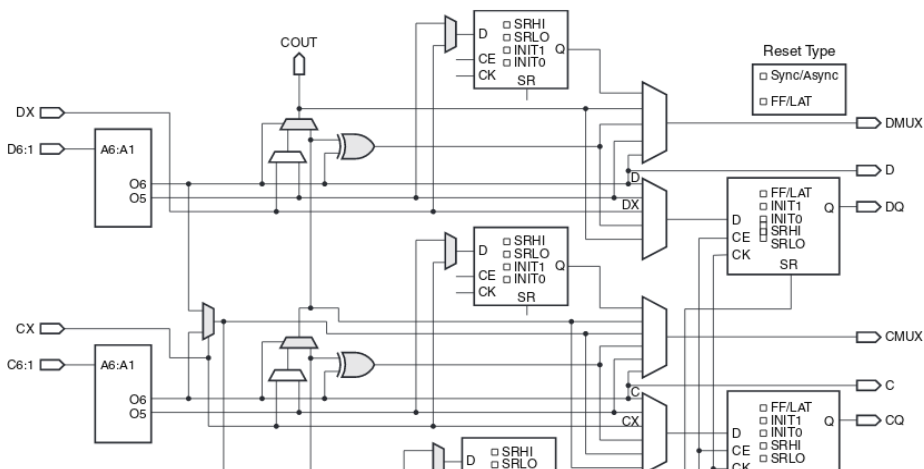 SRHI
SRLO
INIT1
INIT0
D
CE
CK
Q
SR
COUT
Reset Type
Sync/Async
FF/LAT
DX
D6:1
A6:A1
O6
O5
DMUX
D
D
DX
FF/LAT
INIT1
INIT0
SRHI
SRLO
D
CE
CK
Q
SR
DQ
SRHI
SRLO
INIT1
INIT0
D
CE
CK
Q
SR
CX
C6:1
A6:A1
O6
O5
CMUX
C
C
CX
FF/LAT
INIT1
INIT0
SRHI
SRLO
D
CE
CK
Q
CQ
SRHI
SRLO
D